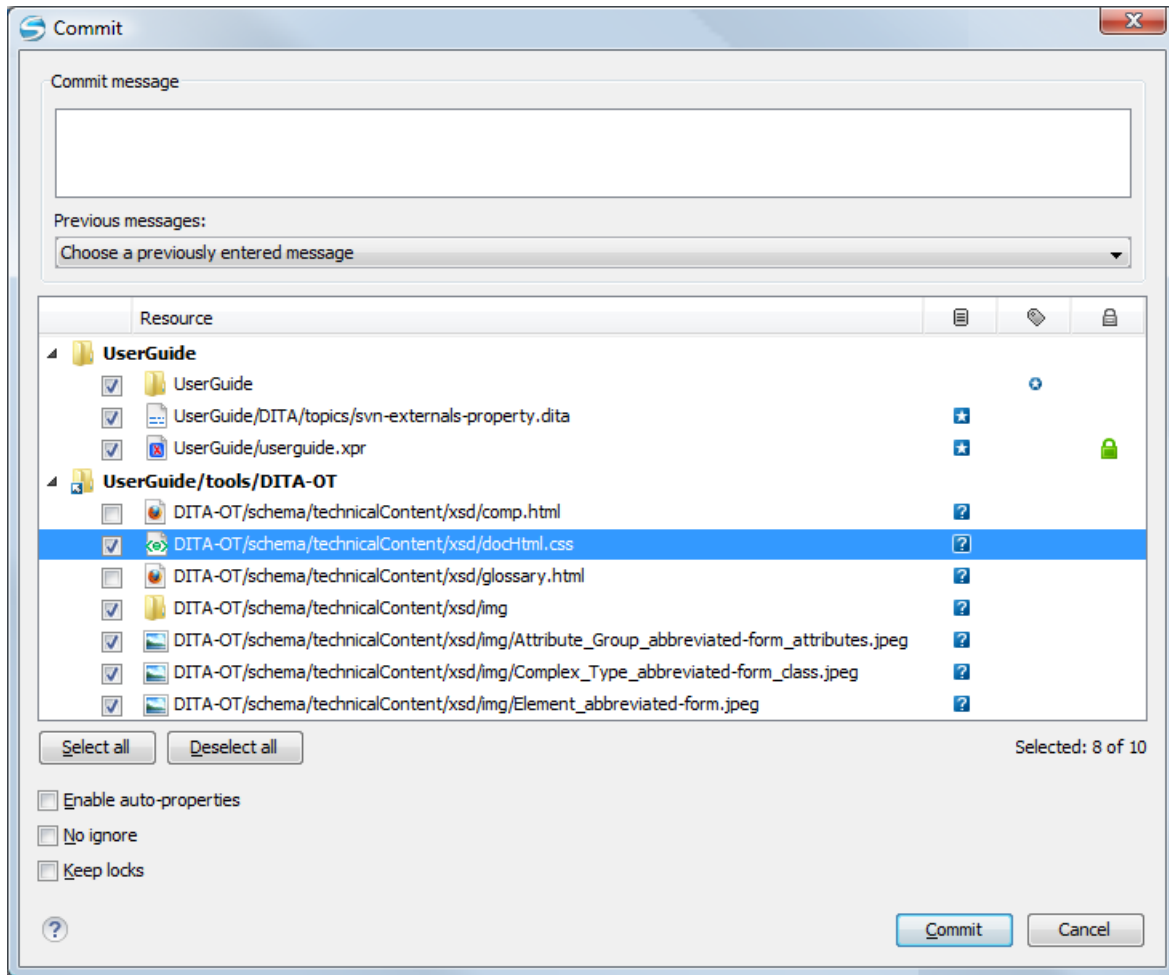 Commit
Commit message
Previous messages:
Choose a previously entered message
Resource
UserGuide
UserGuide
UserGuide/DITA/topics/svn-externals-property.dita
UserGuide/userguide.xpr
UserGuide/tools/DITA-OT
DITA-OT/schema/technicalContent/xsd/comp.html
DITA-OT/schema/technicalContent/xsd/docHtml.css
DITA-OT/schema/technicalContent/xsd/glossary.html
DITA-OT/schema/technicalContent/xsd/img
DITA-OT/schema/technicalContent/xsd/img/Attribute_Group_abbreviated-form_attributes.jpeg
DITA-OT/schema/technicalContent/xsd/img/Complex_Type_abbreviated-form_class.jpeg
DITA-OT/schema/technicalContent/xsd/img/Element_abbreviated-form.jpeg
Select all Deselect all Selected: 8 of 10
Enable auto-properties
No ignore
Keep locks
? Commit Cancel